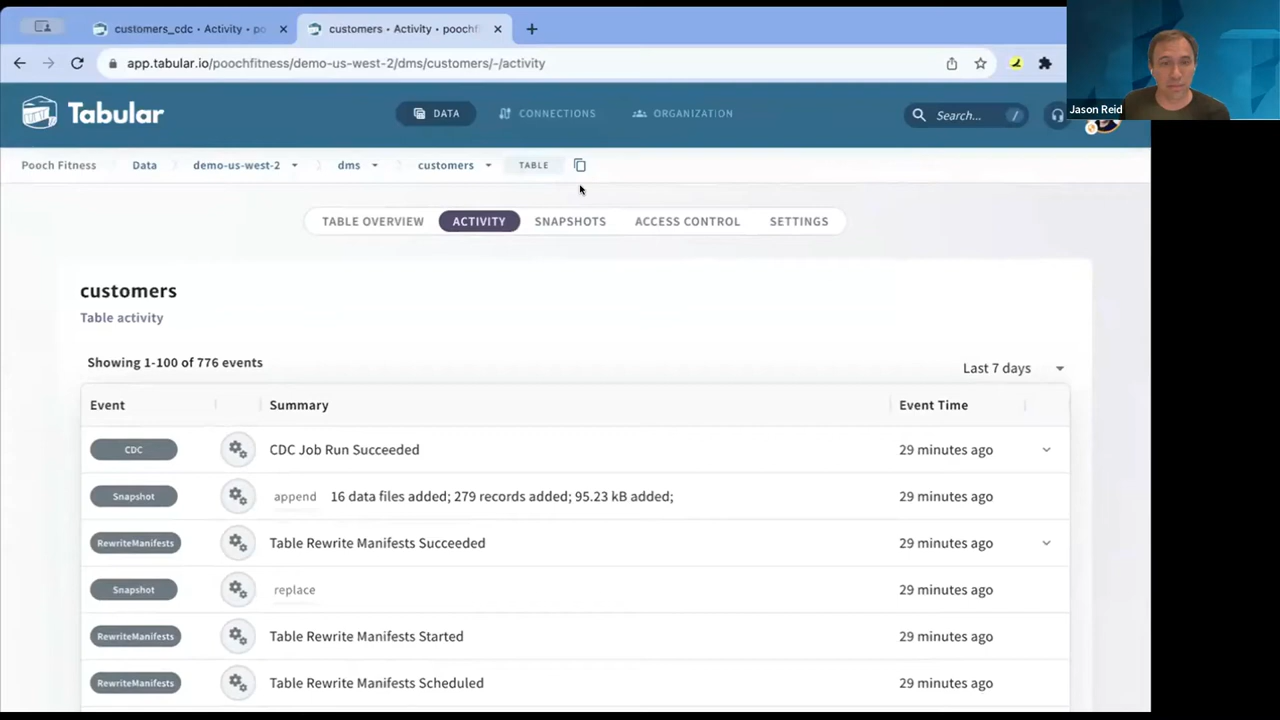 customers_cdc • Activity • po
customers • Activity • poochf
app.tabular.io/poochfitness/demo-us-west-2/dms/customers/-/activity
Jason Reid
Tabular
DATA
CONNECTIONS
ORGANIZATION
Search...
/
Pooch Fitness
Data
demo-us-west-2
dms
customers
TABLE
TABLE OVERVIEW
ACTIVITY
SNAPSHOTS
ACCESS CONTROL
SETTINGS
customers
Table activity
Showing 1-100 of 776 events
Last 7 days
Event Summary Event Time
CDC CDC Job Run Succeeded 29 minutes ago
Snapshot append 16 data files added; 279 records added; 95.23 kB added; 29 minutes ago
RewriteManifests Table Rewrite Manifests Succeeded 29 minutes ago
Snapshot replace 29 minutes ago
RewriteManifests Table Rewrite Manifests Started 29 minutes ago
RewriteManifests Table Rewrite Manifests Scheduled 29 minutes ago